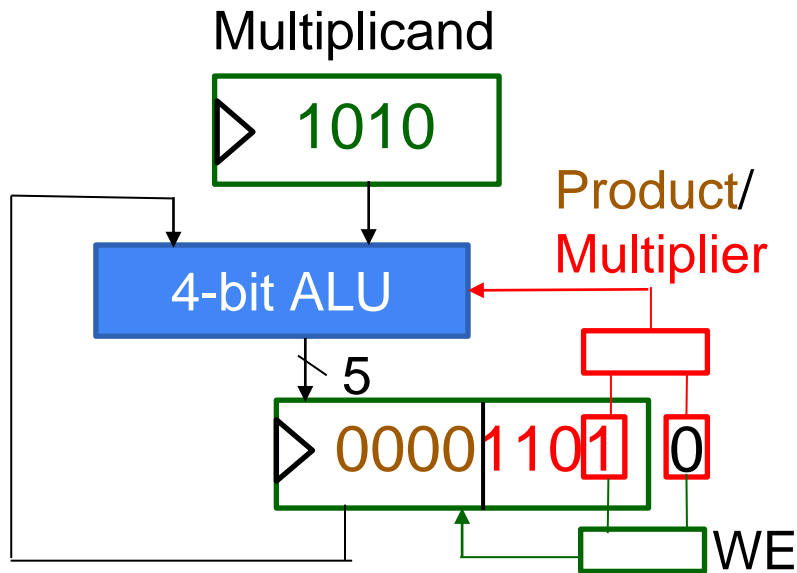 Multiplicand
1010
Product/
Multiplier
4-bit ALU
5
00001101 0
WE